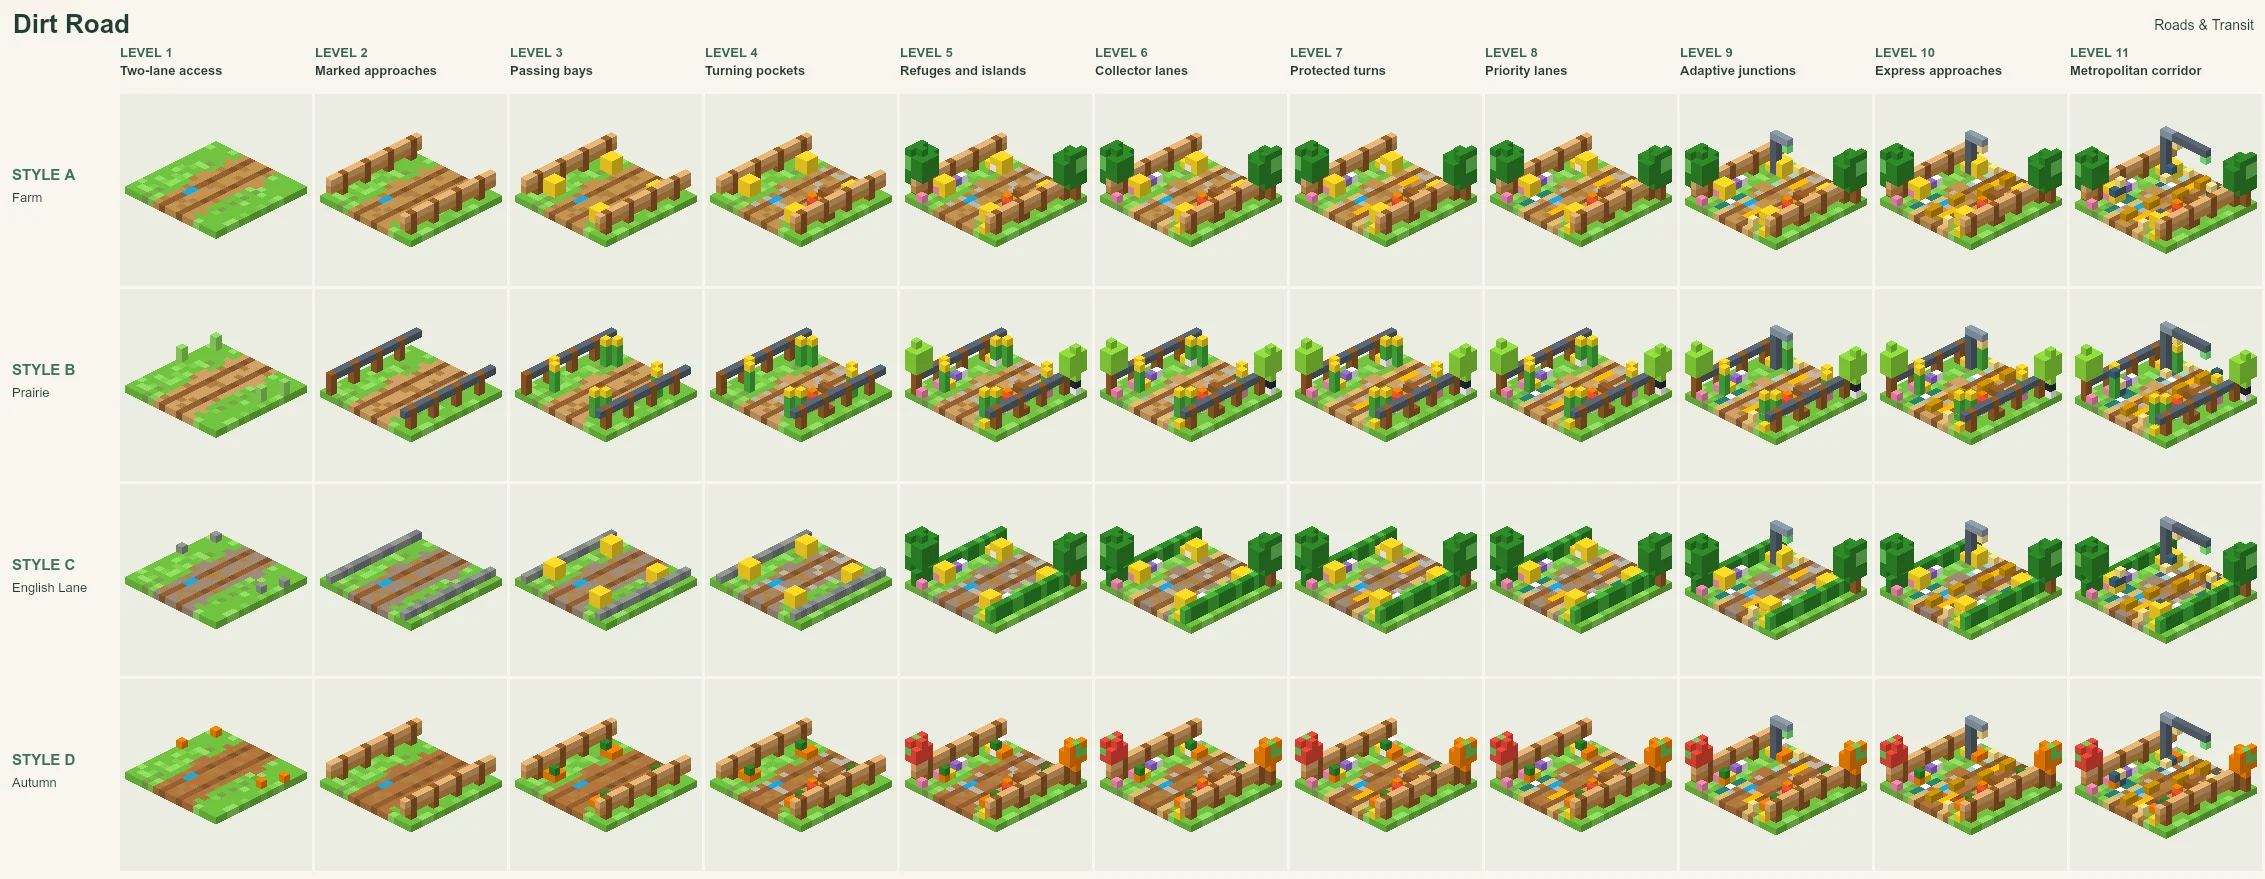 Dirt Road
Roads & Transit
LEVEL 1
Two-lane access
LEVEL 2
Marked approaches
LEVEL 3
Passing bays
LEVEL 4
Turning pockets
LEVEL 5
Refuges and islands
LEVEL 6
Collector lanes
LEVEL 7
Protected turns
LEVEL 8
Priority lanes
LEVEL 9
Adaptive junctions
LEVEL 10
Express approaches
LEVEL 11
Metropolitan corridor
STYLE A
Farm
STYLE B
Prairie
STYLE C
English Lane
STYLE D
Autumn